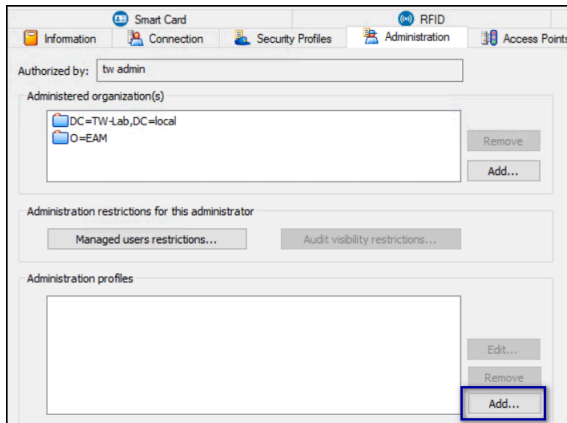 Smart Card
RFID
Information
Connection
Security Profiles
Administration
Access Points
Authorized by:
tw admin
Administered organization(s)
DC=TW-Lab,DC=local
O=EAM
Remove
Add...
Administration restrictions for this administrator
Managed users restrictions...
Audit visibility restrictions...
Administration profiles
Edit...
Remove
Add...